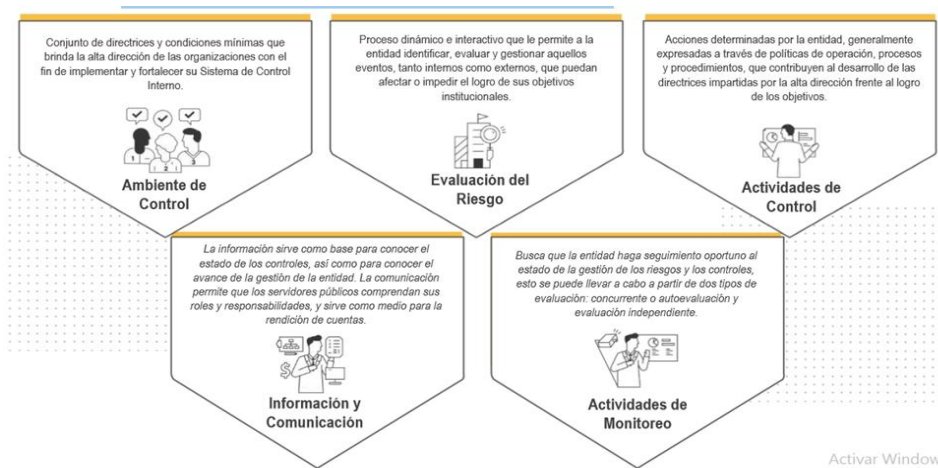 Conjunto de directrices y condiciones mínimas que
brinda la alta dirección de las organizaciones con el
fin de implementar y fortalecer su Sistema de Control
Interno.
1
2
3
Ambiente de
Control
Proceso dinámico e interactivo que le permite a la
entidad identificar, evaluar y gestionar aquellos
eventos, tanto internos como externos, que puedan
afectar o impedir el logro de sus objetivos
institucionales.
Evaluación del
Riesgo
Acciones determinadas por la entidad, generalmente
expresadas a través de políticas de operación, procesos
y procedimientos, que contribuyen al desarrollo de las
directrices impartidas por la alta dirección frente al logro
de los objetivos.
Actividades de
Control
La información sirve como base para conocer el
estado de los controles, así como para conocer el
avance de la gestión de la entidad. La comunicación
permite que los servidores públicos comprendan sus
roles y responsabilidades, y sirve como medio para la
rendición de cuentas.
$
Información y
Comunicación
Busca que la entidad haga seguimiento oportuno al
estado de la gestión de los riesgos y los controles,
esto se puede llevar a cabo a partir de dos tipos de
evaluación: concurrente o autoevaluación y
evaluación independiente.
Actividades de
Monitoreo
Activar Window